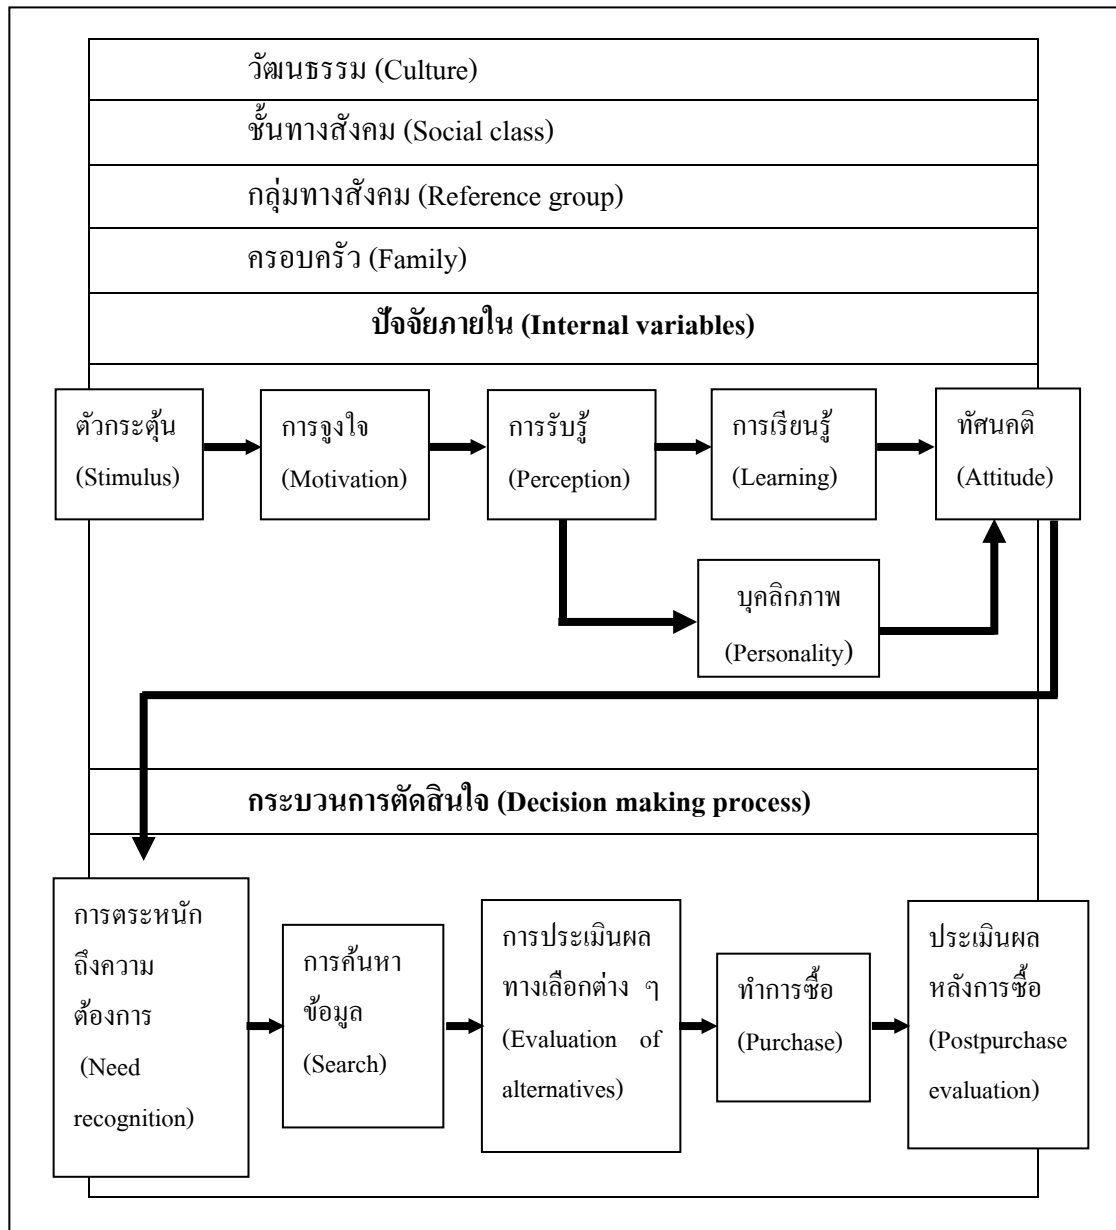 วัฒนธรรม (Culture)
ชั้นทางสังคม (Social class)
กลุ่มทางสังคม (Reference group)
ครอบครัว (Family)
ปัจจัยภายใน (Internal variables)
ตัวกระตุ้น
(Stimulus)
การจูงใจ
(Motivation)
การรับรู้
(Perception)
การเรียนรู้
(Learning)
ทัศนคติ
(Attitude)
บุคลิกภาพ
(Personality)
กระบวนการตัดสินใจ (Decision making process)
การตระหนัก
ถึงความ
ต้องการ
(Need
recognition)
การค้นหา
ข้อมูล
(Search)
การประเมินผล
ทางเลือกต่าง ๆ
(Evaluation of
alternatives)
ทำการซื้อ
(Purchase)
ประเมินผล
หลังการซื้อ
(Postpurchase
evaluation)